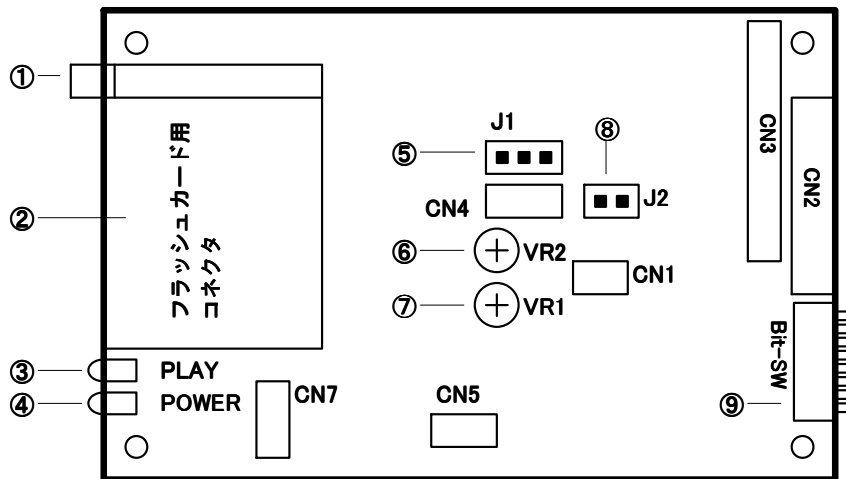 ①
②
③
④
⑤
⑥
⑦
⑧
⑨
フラッシュカード用
コネクタ
PLAY
POWER
J1
CN4
J2
VR2
VR1
CN1
CN3
CN2
Bit-SW
CN7
CN5